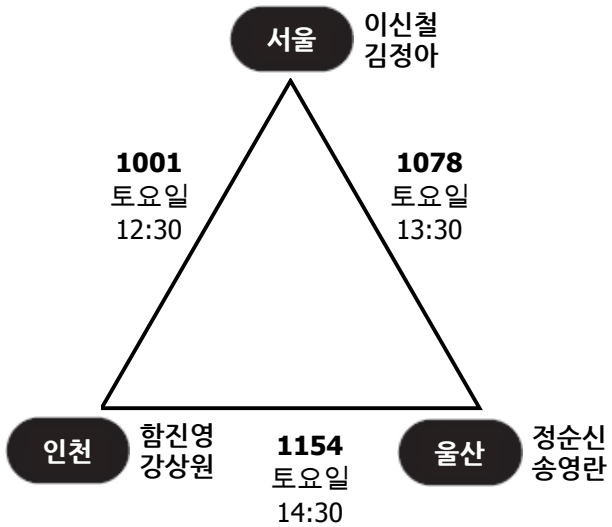 서울
이신철
김정아
1001
토요일
12:30
1078
토요일
13:30
인천
함진영
강상원
1154
토요일
14:30
울산
정순신
송영란